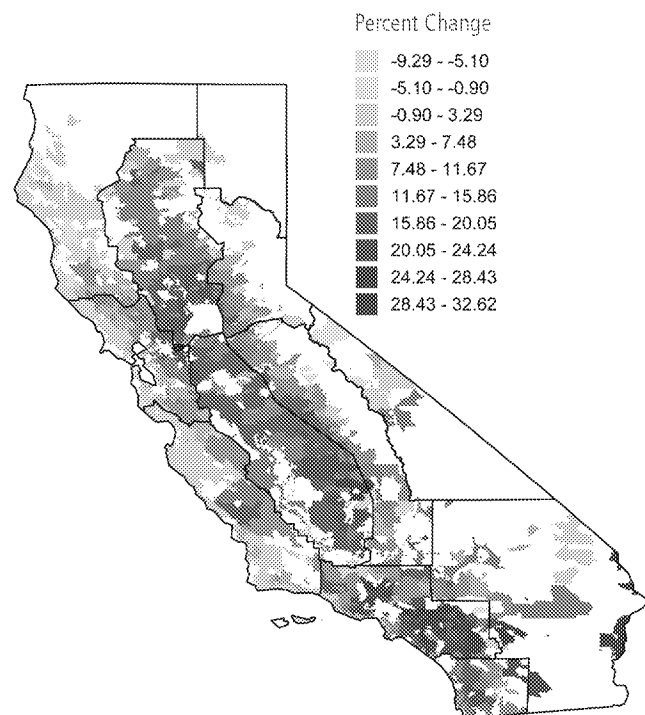 Percent Change
-9.29 - -5.10
-5.10 - -0.90
-0.90 - 3.29
3.29 - 7.48
7.48 - 11.67
11.67 - 15.86
15.86 - 20.05
20.05 - 24.24
24.24 - 28.43
28.43 - 32.62